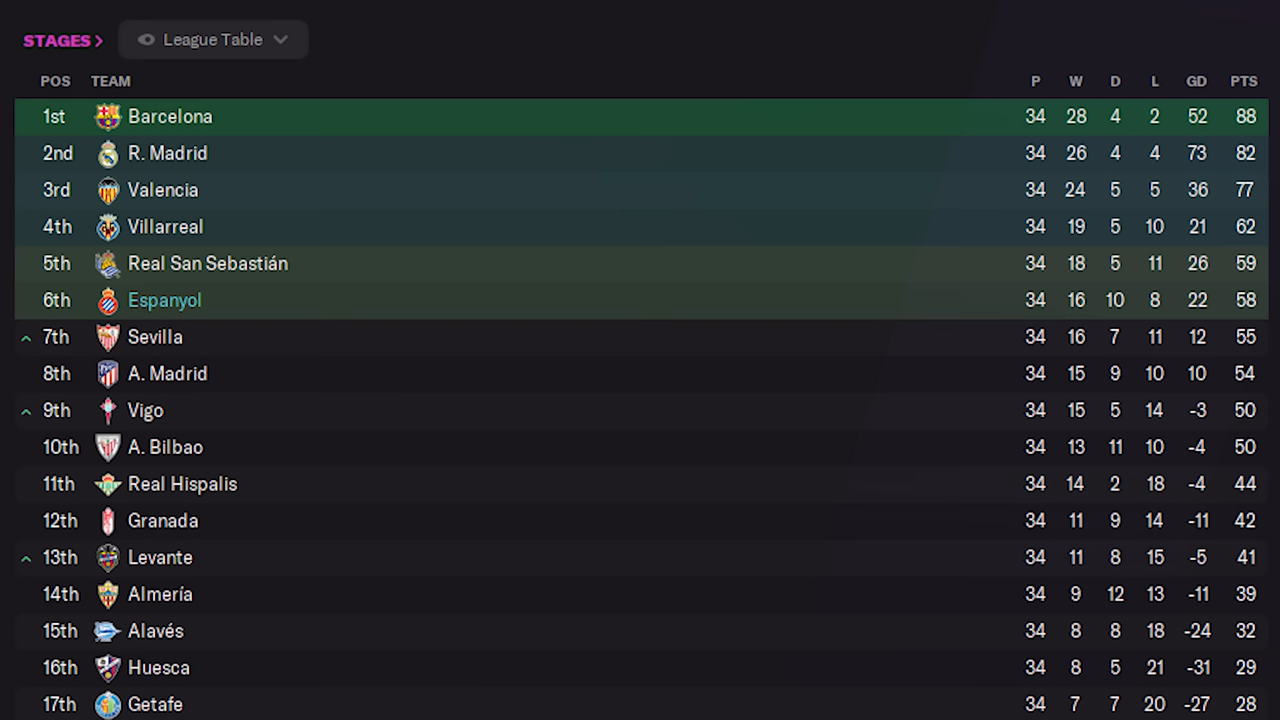 STAGES> League Table
POS TEAM P W D L GD PTS
1st Barcelona 34 28 4 2 52 88
2nd R. Madrid 34 26 4 4 73 82
3rd Valencia 34 24 5 5 36 77
4th Villarreal 34 19 5 10 21 62
5th Real San Sebastián 34 18 5 11 26 59
6th Espanyol 34 16 10 8 22 58
7th Sevilla 34 16 7 11 12 55
8th A. Madrid 34 15 9 10 10 54
9th Vigo 34 15 5 14 -3 50
10th A. Bilbao 34 13 11 10 -4 50
11th Real Hispalis 34 14 2 18 -4 44
12th Granada 34 11 9 14 -11 42
13th Levante 34 11 8 15 -5 41
14th Almería 34 9 12 13 -11 39
15th Alavés 34 8 8 18 -24 32
16th Huesca 34 8 5 21 -31 29
17th Getafe 34 7 7 20 -27 28